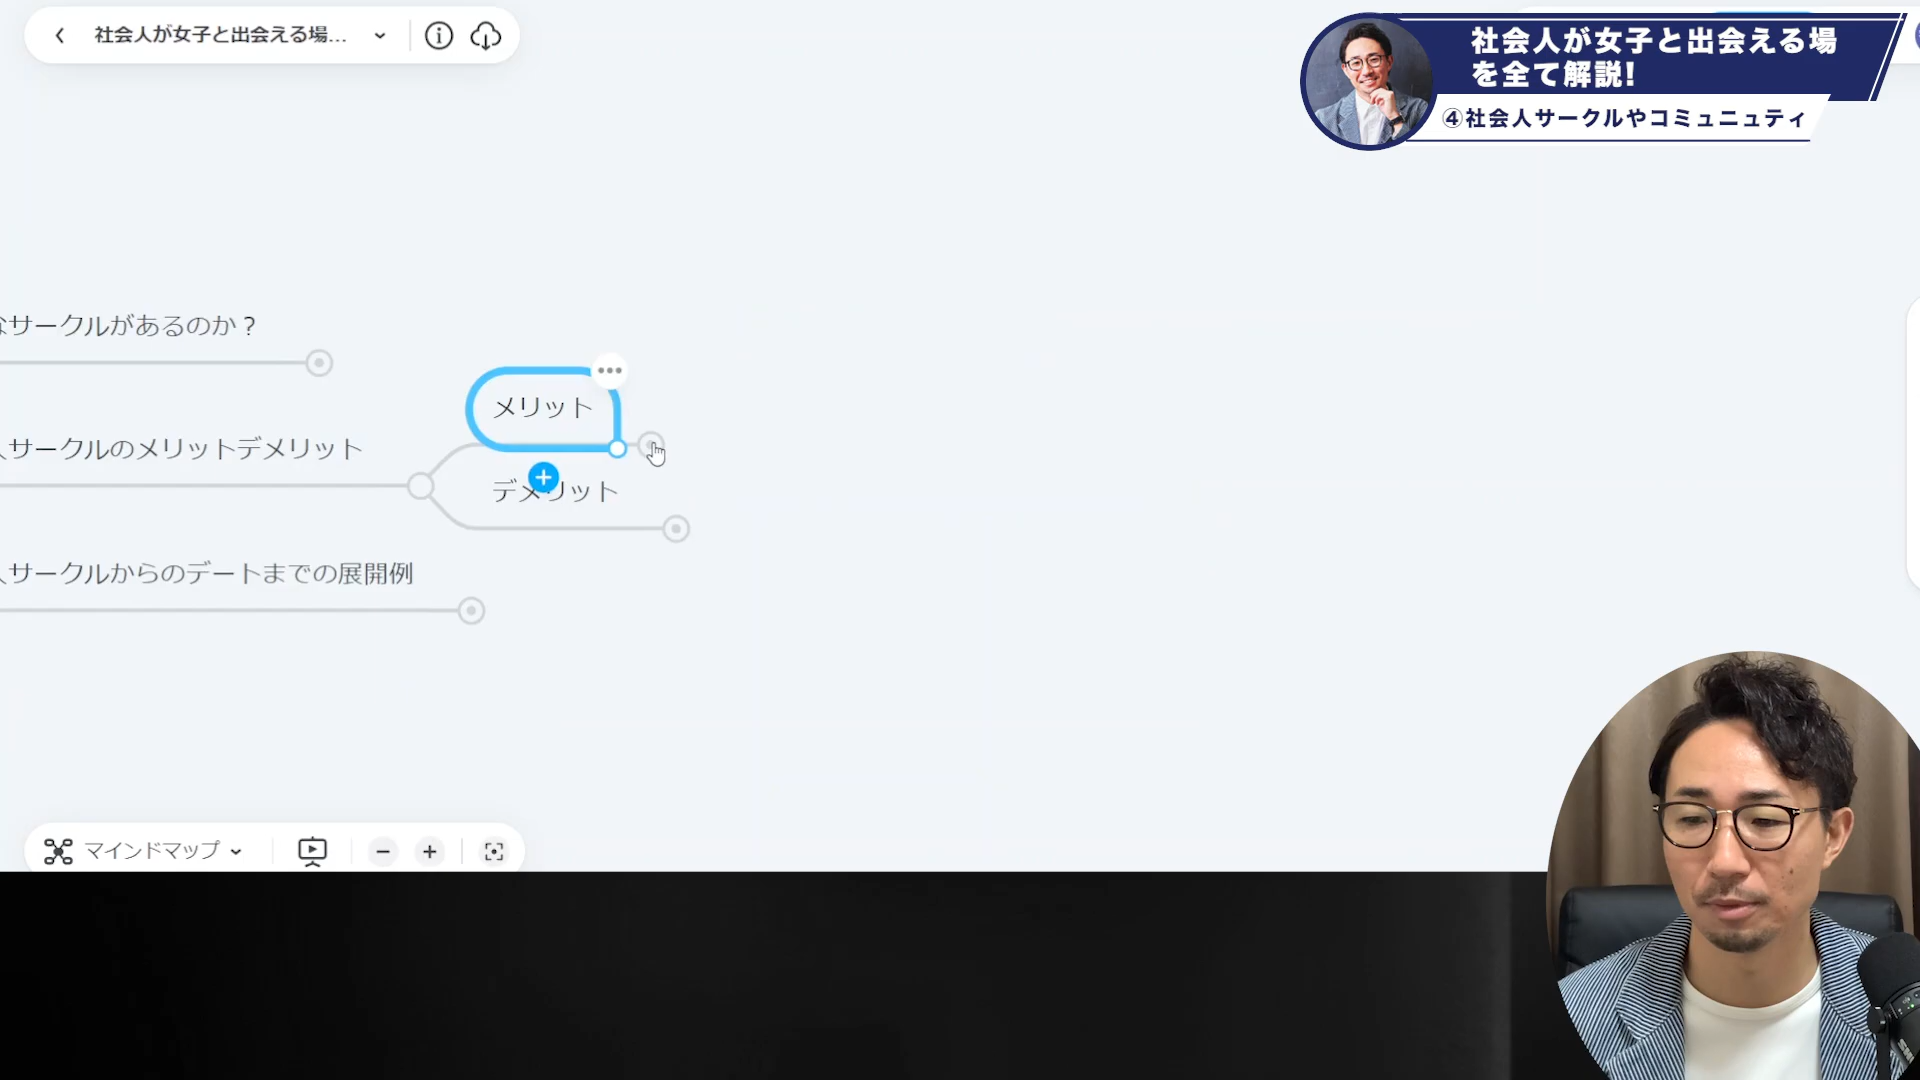 社会人が女子と出会える場...
社会人が女子と出会える場
を全て解説!
④社会人サークルやコミュニュティ
なサークルがあるのか？
メリット
人サークルのメリットデメリット
デメリット
人サークルからのデートまでの展開例
マインドマップ